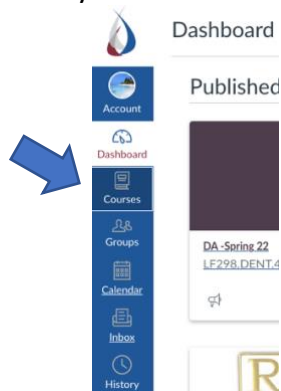 Dashboard
Account
Dashboard
Courses
Groups
Calendar
Inbox
History
Published
DA -Spring 22
LF298.DENT.4
R